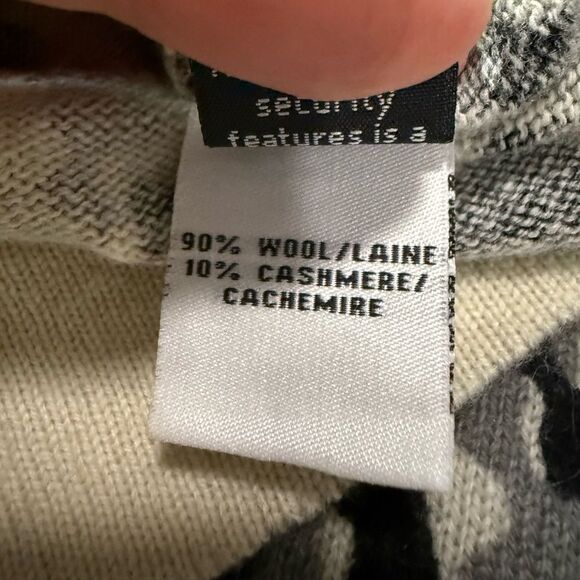 security
features is a
90% WOOL/LAINE
10% CASHMERE/
CACHEMIRE